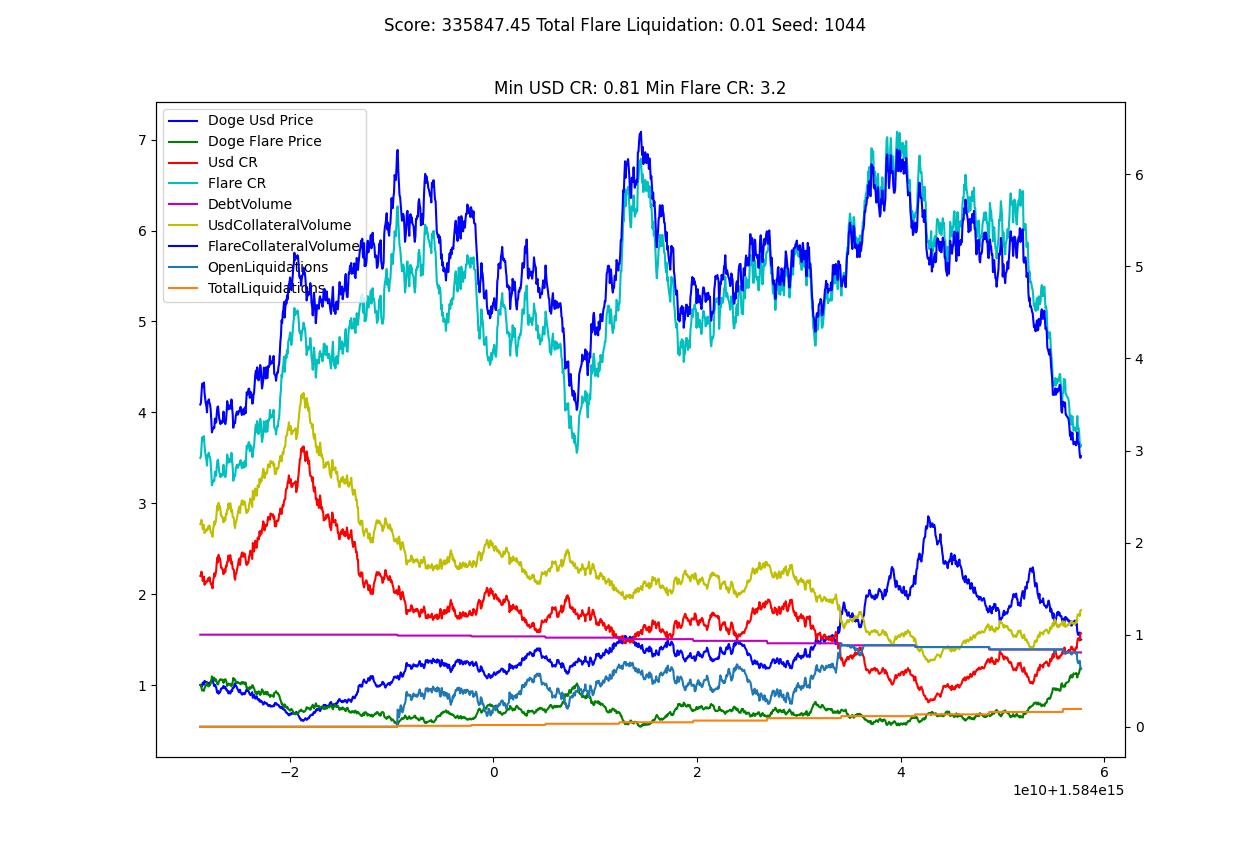 Score: 335847.45 Total Flare Liquidation: 0.01 Seed: 1044
Min USD CR: 0.81 Min Flare CR: 3.2
Doge Usd Price
Doge Flare Price
Usd CR
Flare CR
DebtVolume
UsdCollateralVolume
FlareCollateralVolume
OpenLiquidations
TotalLiquidations
7
6
5
4
3
2
1
6
5
4
3
2
1
0
−2
0
2
4
6
1e10+1.584e15